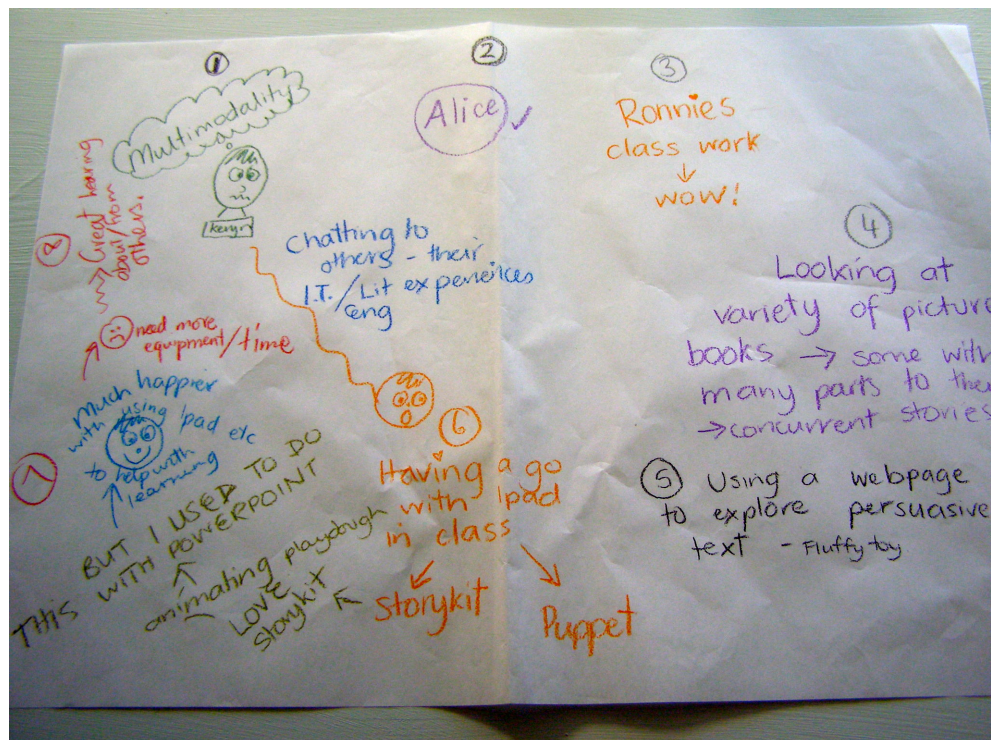 1
Multimodality
keryn
2
Alice
3
Ronnies
class work
wow!
Chatting to
others - their
I.T. / Lit experiences
eng
4
Looking at
variety of picture
books → some with
many parts to
→ concurrent stories
5 Using a webpage
to explore persuasive
text - Fluffy toy
6
Having a go
with ipad
in class
Storykit
Puppet
LOVE
Storykit
animating playdough
BUT I USED TO DO
THIS WITH POWERPOINT
7
Much happier
with using ipad etc
to help with
learning
need more
equipment/time
8
Great hearing
about/from
others.